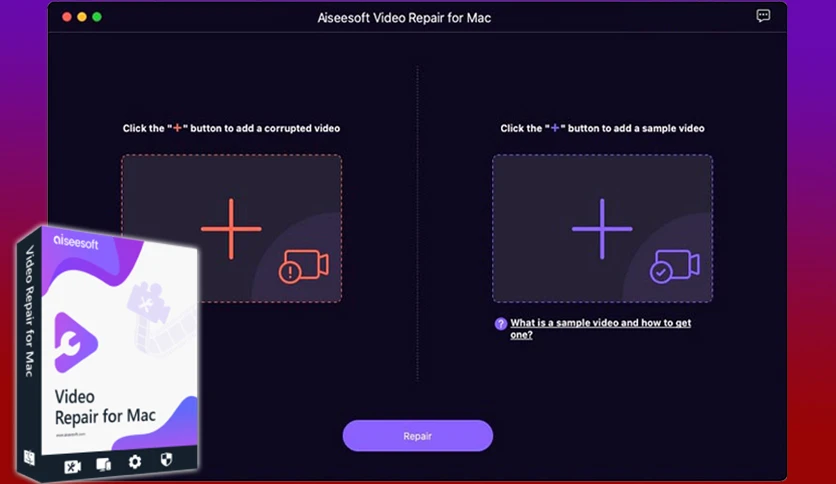 Aiseesoft Video Repair for Mac
Click the "+" button to add a corrupted video
Click the "+" button to add a sample video
What is a sample video and how to get
one?
Repair
aiseesoft
Video Repair for Mac
Video
Repair for Mac
www.aiseesoft.com